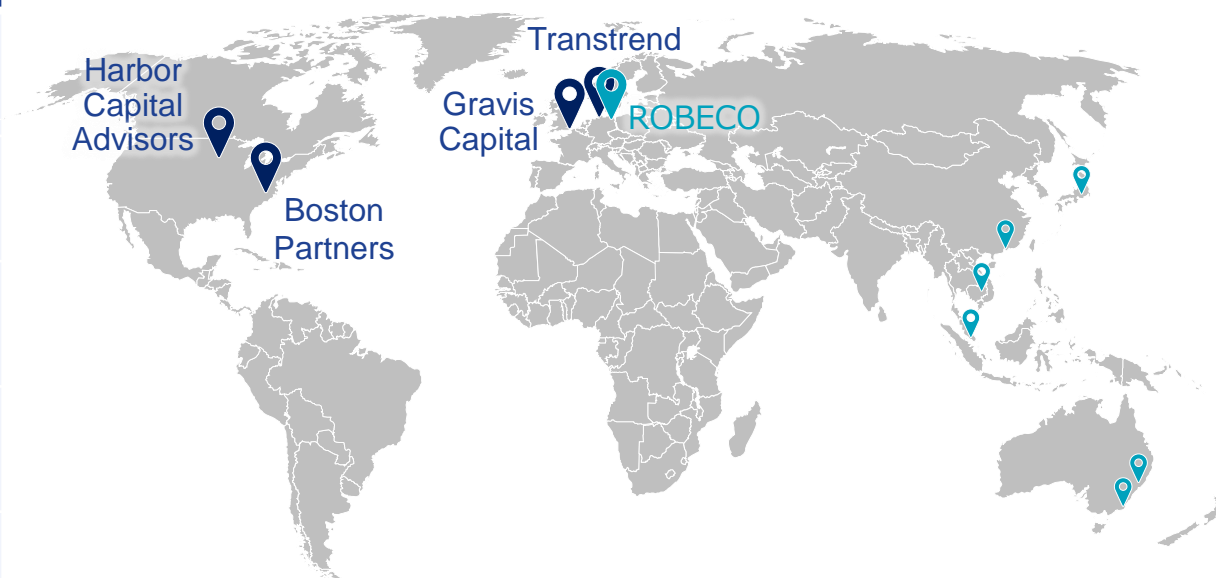 Transtrend
Harbor
Capital
Advisors
Gravis
Capital
ROBECO
Boston
Partners